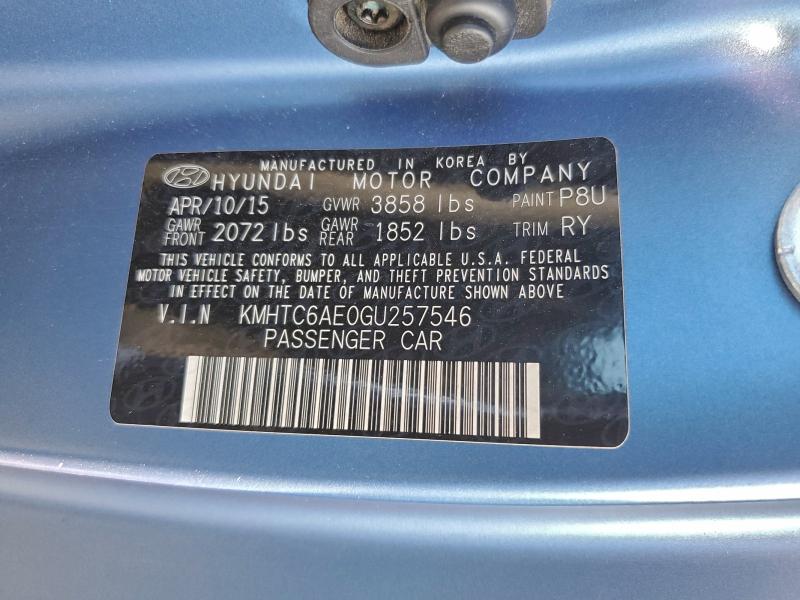 MANUFACTURED IN KOREA BY
HYUNDAI MOTOR COMPANY
APR/10/15 GVWR 3858 lbs PAINT P8U
GAWR FRONT 2072 lbs GAWR REAR 1852 lbs TRIM RY
THIS VEHICLE CONFORMS TO ALL APPLICABLE U.S.A. FEDERAL
MOTOR VEHICLE SAFETY, BUMPER, AND THEFT PREVENTION STANDARDS
IN EFFECT ON THE DATE OF MANUFACTURE SHOWN ABOVE
V.I.N KMHTC6AE0GU257546
PASSENGER CAR